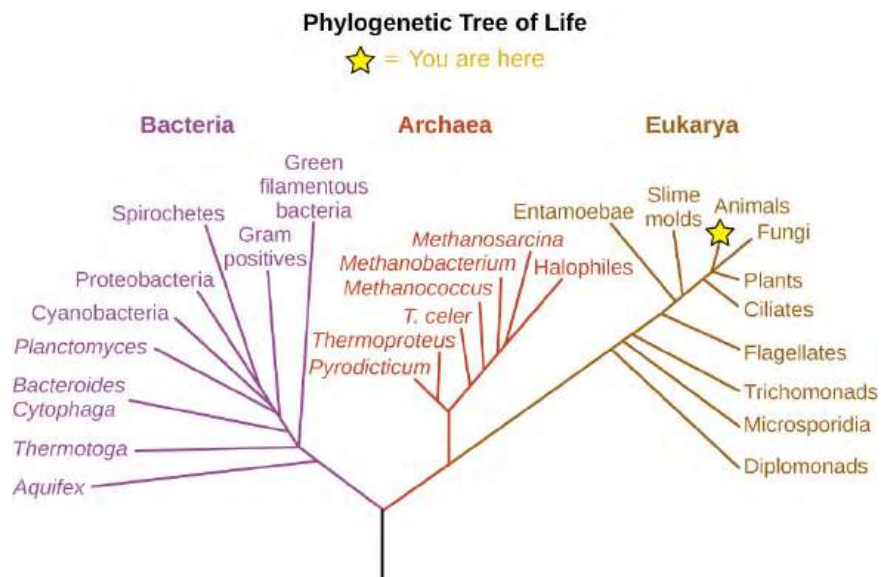 Phylogenetic Tree of Life
= You are here
Bacteria
Archaea
Eukarya
Green
filamentous
bacteria
Spirochetes
Gram
positives
Proteobacteria
Cyanobacteria
Planctomyces
Bacteroides
Cytophaga
Thermotoga
Aquifex
Methanosarcina
Methanobacterium
Halophiles
Methanococcus
T. celer
Thermoproteus
Pyrodicticum
Entamoebae
Slime
molds
Animals
Fungi
Plants
Ciliates
Flagellates
Trichomonads
Microsporidia
Diplomonads